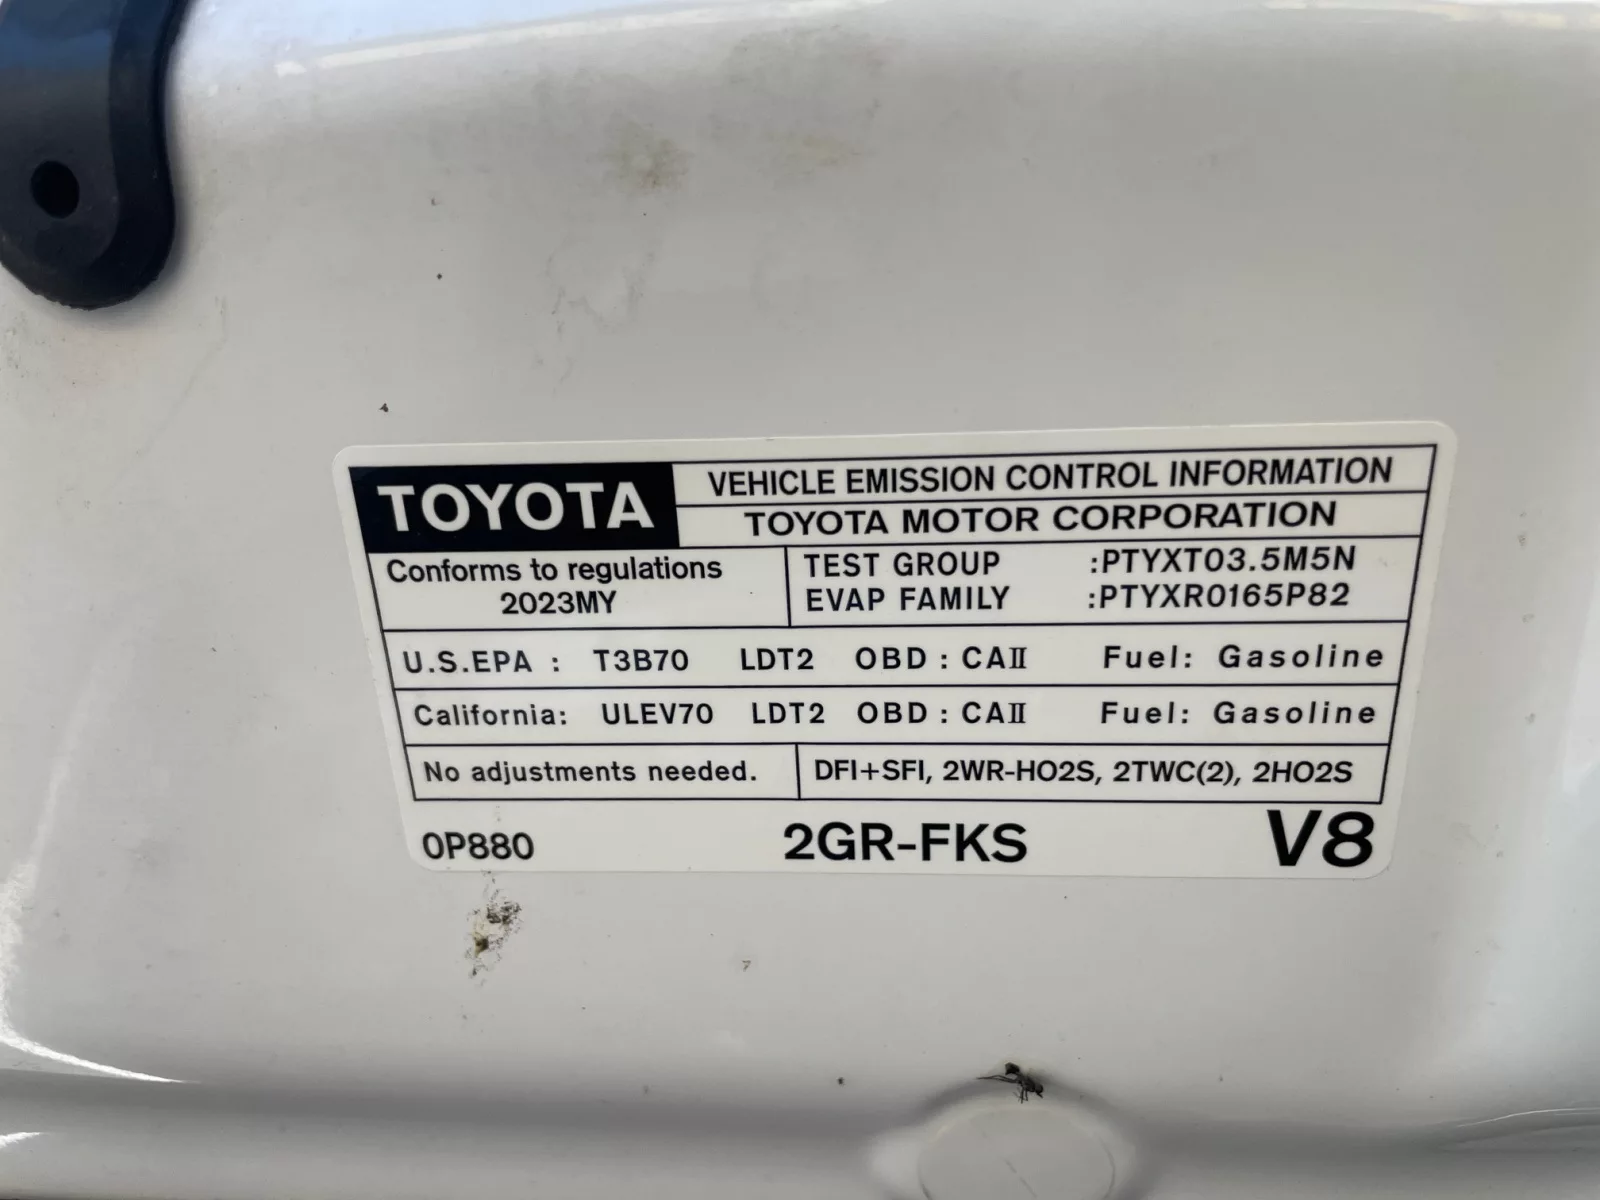 TOYOTA
VEHICLE EMISSION CONTROL INFORMATION
TOYOTA MOTOR CORPORATION
Conforms to regulations
2023MY
TEST GROUP :PTYXT03.5M5N
EVAP FAMILY :PTYXR0165P82
U.S.EPA : T3B70 LDT2 OBD : CAII Fuel: Gasoline
California: ULEV70 LDT2 OBD : CAII Fuel: Gasoline
No adjustments needed.
DFI+SFI, 2WR-HO2S, 2TWC(2), 2HO2S
0P880 2GR-FKS V8